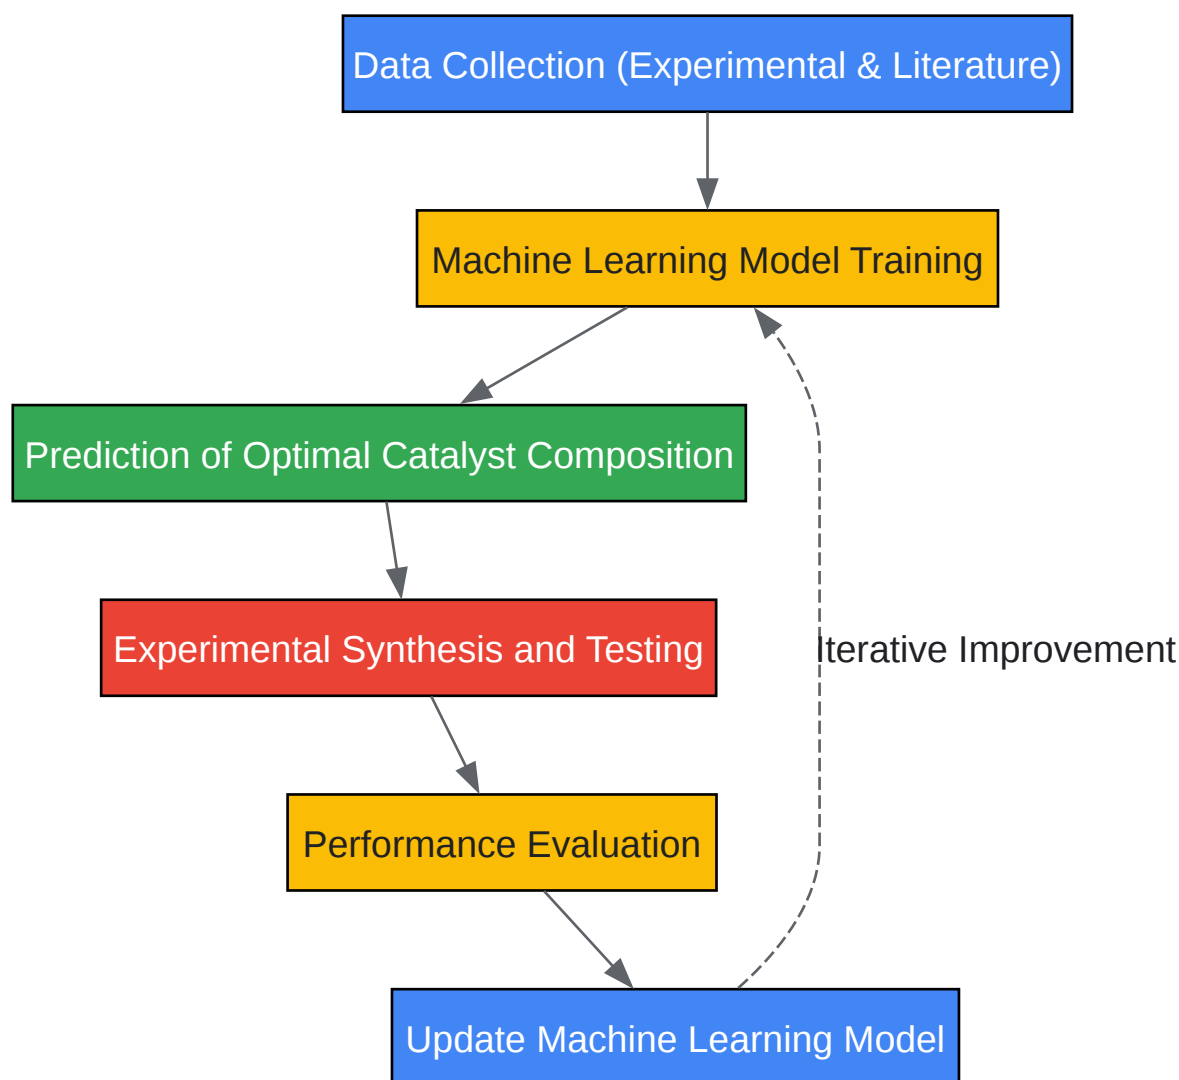 Data Collection (Experimental & Literature)
Machine Learning Model Training
Prediction of Optimal Catalyst Composition
Experimental Synthesis and Testing
Iterative Improvement
Performance Evaluation
Update Machine Learning Model